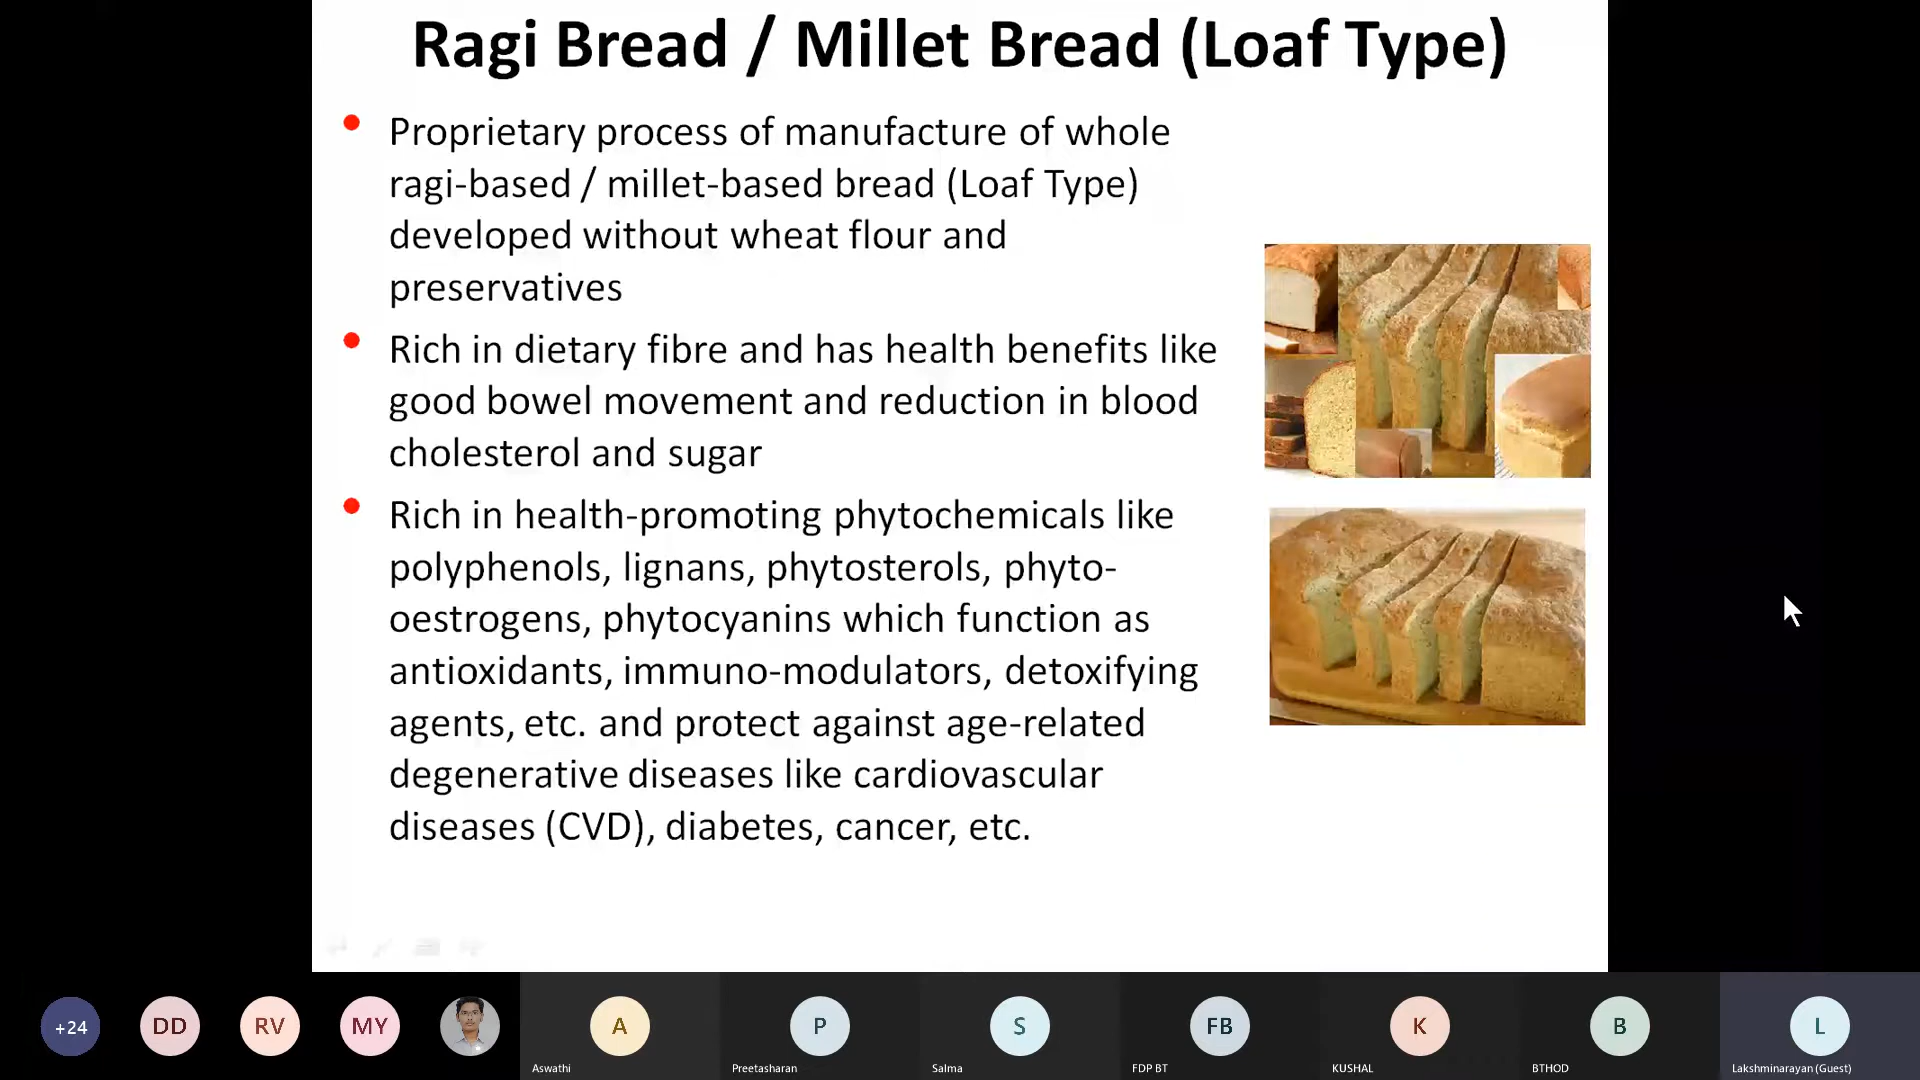 Ragi Bread / Millet Bread (Loaf Type)
Proprietary process of manufacture of whole
ragi-based / millet-based bread (Loaf Type)
developed without wheat flour and
preservatives
Rich in dietary fibre and has health benefits like
good bowel movement and reduction in blood
cholesterol and sugar
Rich in health-promoting phytochemicals like
polyphenols, lignans, phytosterols, phyto-
oestrogens, phytocyanins which function as
antioxidants, immuno-modulators, detoxifying
agents, etc. and protect against age-related
degenerative diseases like cardiovascular
diseases (CVD), diabetes, cancer, etc.
+24 DD RV MY A P S FB K B L
Aswathi Preetasharan Salma FDP BT KUSHAL BTHOD Lakshminarayan (Guest)